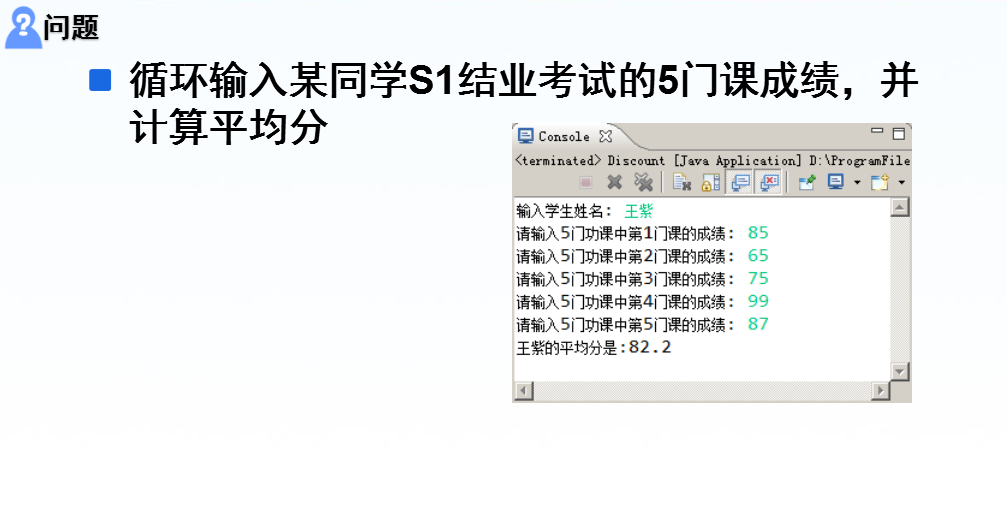 问题
循环输入某同学S1结业考试的5门课成绩，并
计算平均分
Console
<terminated> Discount [Java Application] D:\ProgramFile
输入学生姓名: 王紫
请输入5门功课中第1门课的成绩: 85
请输入5门功课中第2门课的成绩: 65
请输入5门功课中第3门课的成绩: 75
请输入5门功课中第4门课的成绩: 99
请输入5门功课中第5门课的成绩: 87
王紫的平均分是:82.2